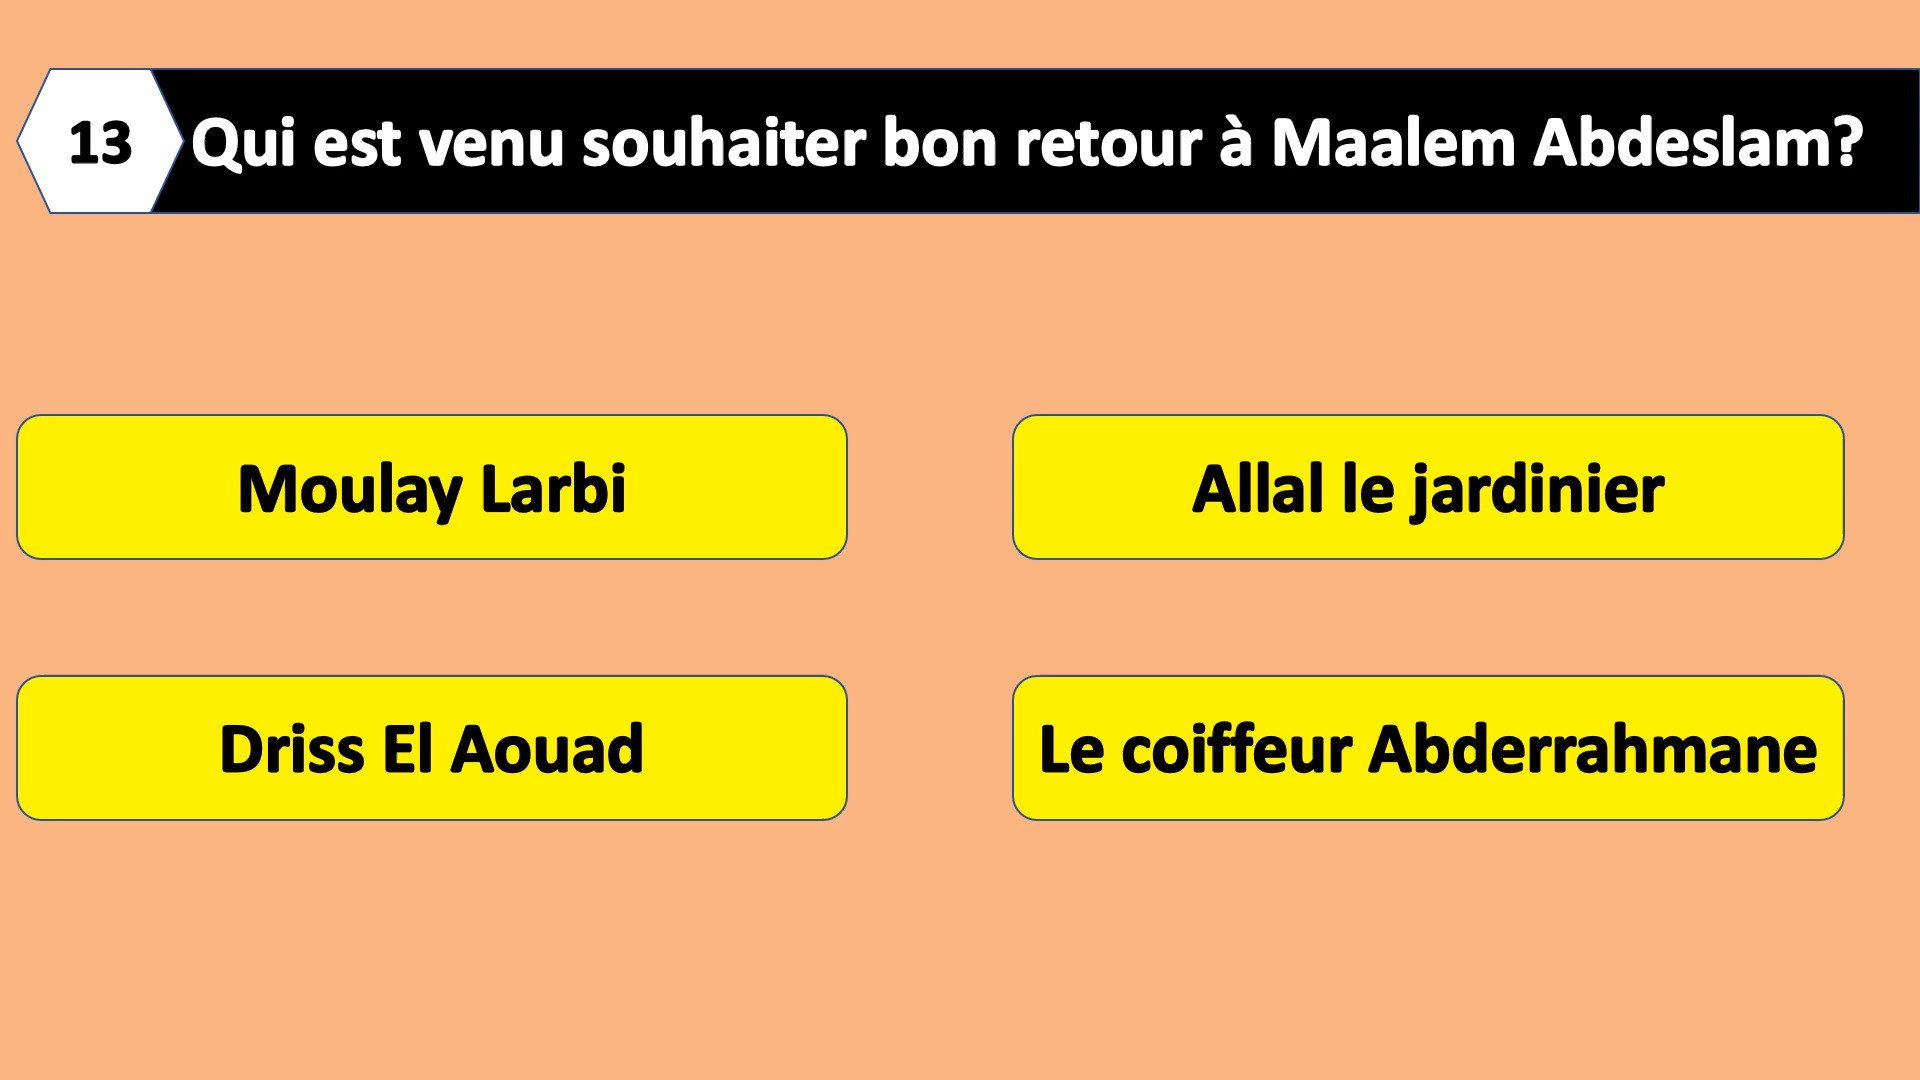 13
Qui est venu souhaiter bon retour à Maalem Abdeslam?
Moulay Larbi
Allal le jardinier
Driss El Aouad
Le coiffeur Abderrahmane